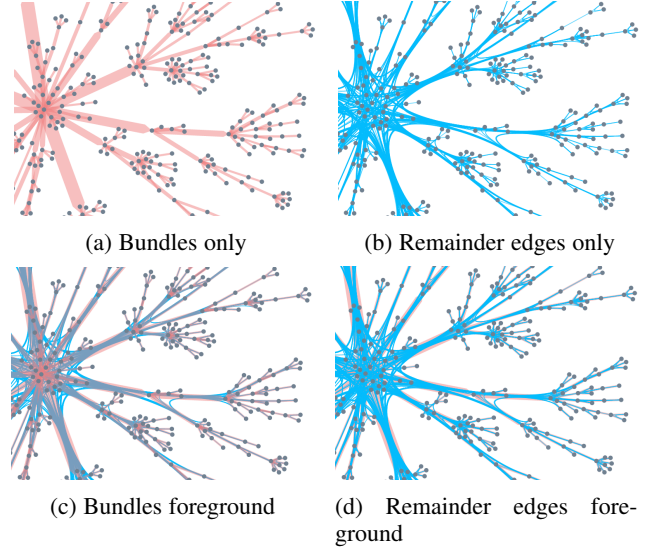 (a) Bundles only
(b) Remainder edges only
(c) Bundles foreground
(d) Remainder edges fore-
ground